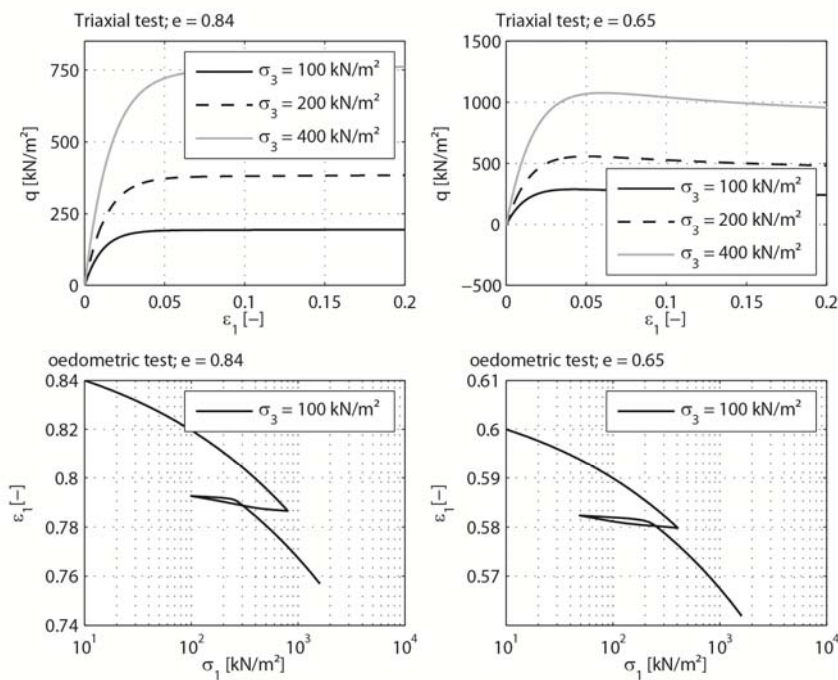 Triaxial test; e = 0.84
750
500
250
0
q [kN/m²]
σ₃ = 100 kN/m²
σ₃ = 200 kN/m²
σ₃ = 400 kN/m²
0 0.05 0.1 0.15 0.2
ε₁ [–]
Triaxial test; e = 0.65
1500
1000
500
0
−500
q [kN/m²]
σ₃ = 100 kN/m²
σ₃ = 200 kN/m²
σ₃ = 400 kN/m²
0 0.05 0.1 0.15 0.2
ε₁ [–]
oedometric test; e = 0.84
0.84
0.82
0.8
0.78
0.76
0.74
ε₁[–]
σ₃ = 100 kN/m²
10¹ 10² 10³ 10⁴
σ₁ [kN/m²]
oedometric test; e = 0.65
0.61
0.6
0.59
0.58
0.57
ε₁[–]
σ₃ = 100 kN/m²
10¹ 10² 10³ 10⁴
σ₁ [kN/m²]